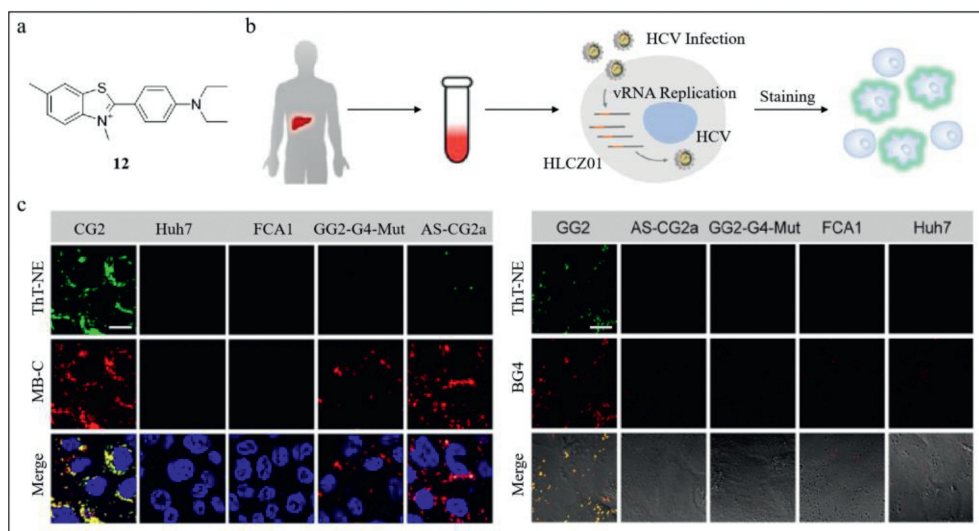 a
b
S
N
N+
12
HCV Infection
vRNA Replication
HCV
HLCZ01
Staining
c
CG2 Huh7 FCA1 GG2-G4-Mut AS-CG2a
ThT-NE
MB-C
Merge
GG2 AS-CG2a GG2-G4-Mut FCA1 Huh7
ThT-NE
BG4
Merge